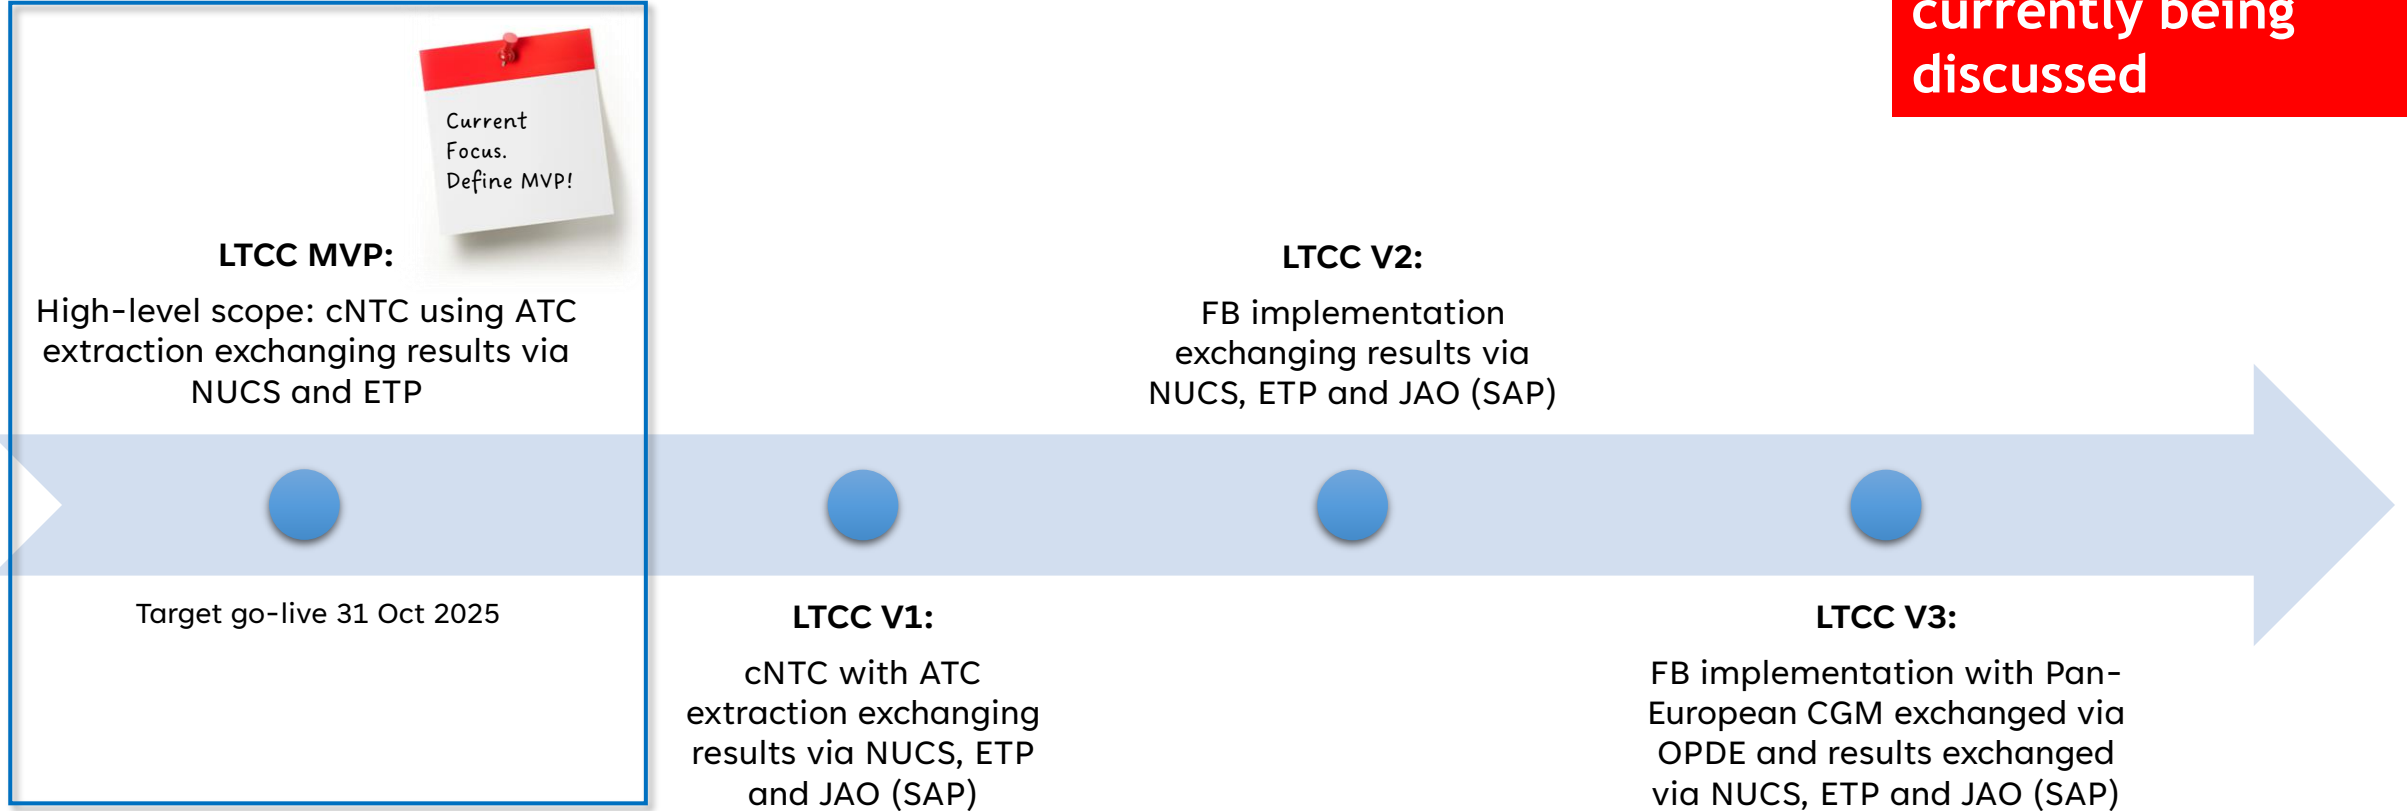 currently being
discussed
Current
Focus.
Define MVP!
LTCC MVP:
High-level scope: cNTC using ATC
extraction exchanging results via
NUCS and ETP
LTCC V2:
FB implementation
exchanging results via
NUCS, ETP and JAO (SAP)
Target go-live 31 Oct 2025
LTCC V1:
cNTC with ATC
extraction exchanging
results via NUCS, ETP
and JAO (SAP)
LTCC V3:
FB implementation with Pan-
European CGM exchanged via
OPDE and results exchanged
via NUCS, ETP and JAO (SAP)